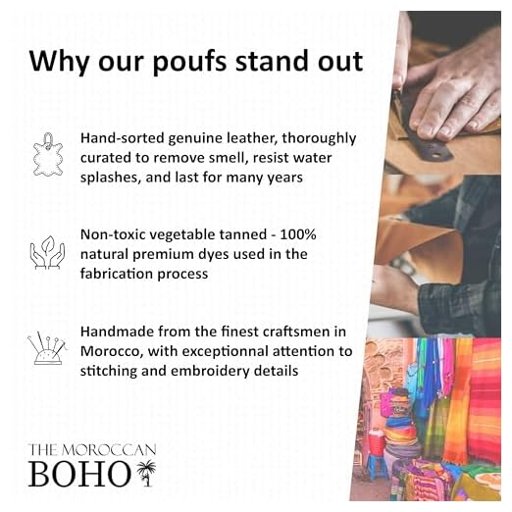 Why our poufs stand out
Hand-sorted genuine leather, thoroughly
curated to remove smell, resist water
splashes, and last for many years
Non-toxic vegetable tanned - 100%
natural premium dyes used in the
fabrication process
Handmade from the finest craftsmen in
Morocco, with exceptionnal attention to
stitching and embroidery details
THE MOROCCAN
BOHO